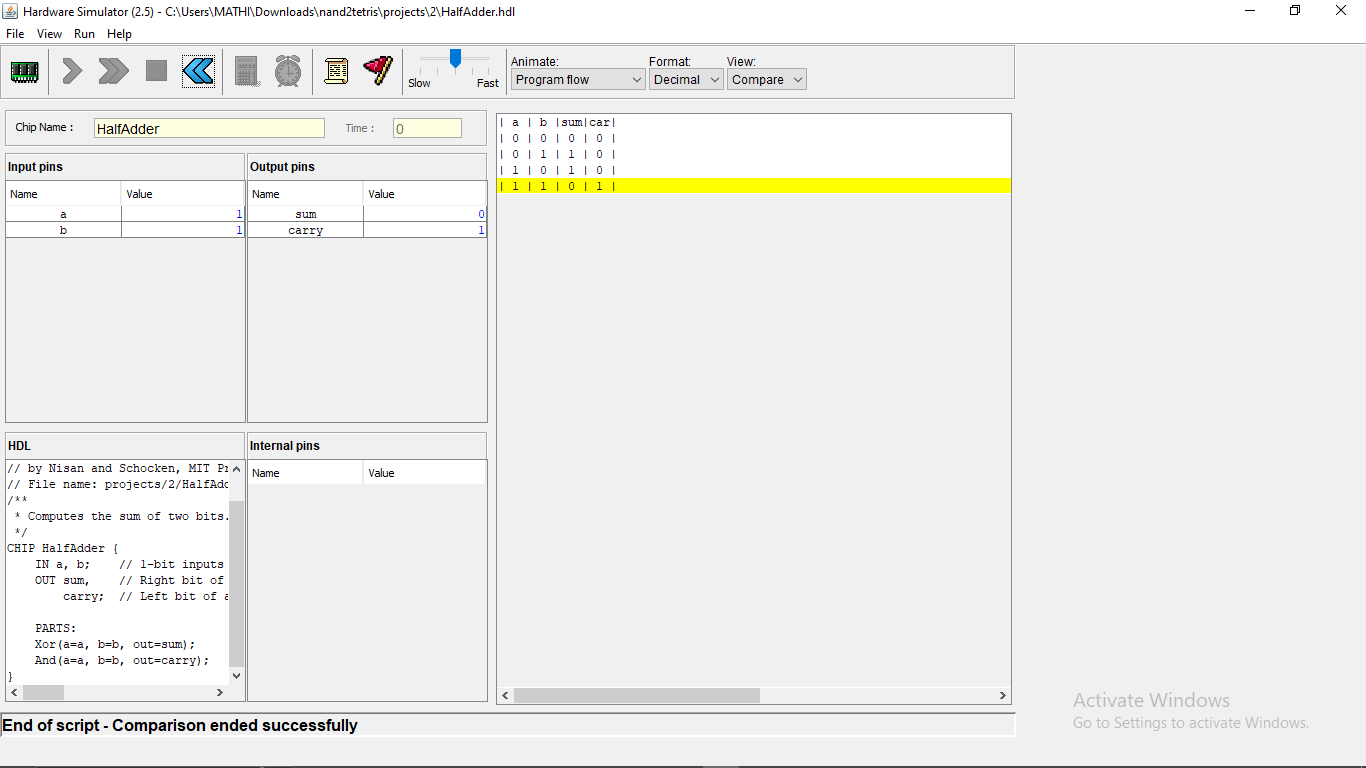 Hardware Simulator (2.5) - C:\Users\MATHI\Downloads\nand2tetris\projects\2\HalfAdder.hdl
File View Run Help
Slow Fast
Animate: Format: View:
Program flow Decimal Compare
Chip Name : HalfAdder Time : 0
Input pins
Name Value
a 1
b 1
Output pins
Name Value
sum 0
carry 1
| a | b |sum|car|
| 0 | 0 | 0 | 0 |
| 0 | 1 | 1 | 0 |
| 1 | 0 | 1 | 0 |
| 1 | 1 | 0 | 1 |
HDL
// by Nisan and Schocken, MIT
// File name: projects/2/HalfAdd
/**
* Computes the sum of two bits.
*/
CHIP HalfAdder {
IN a, b; // 1-bit inputs
OUT sum, // Right bit of
carry; // Left bit of
PARTS:
Xor(a=a, b=b, out=sum);
And(a=a, b=b, out=carry);
}
Internal pins
Name Value
End of script - Comparison ended successfully
Activate Windows
Go to Settings to activate Windows.